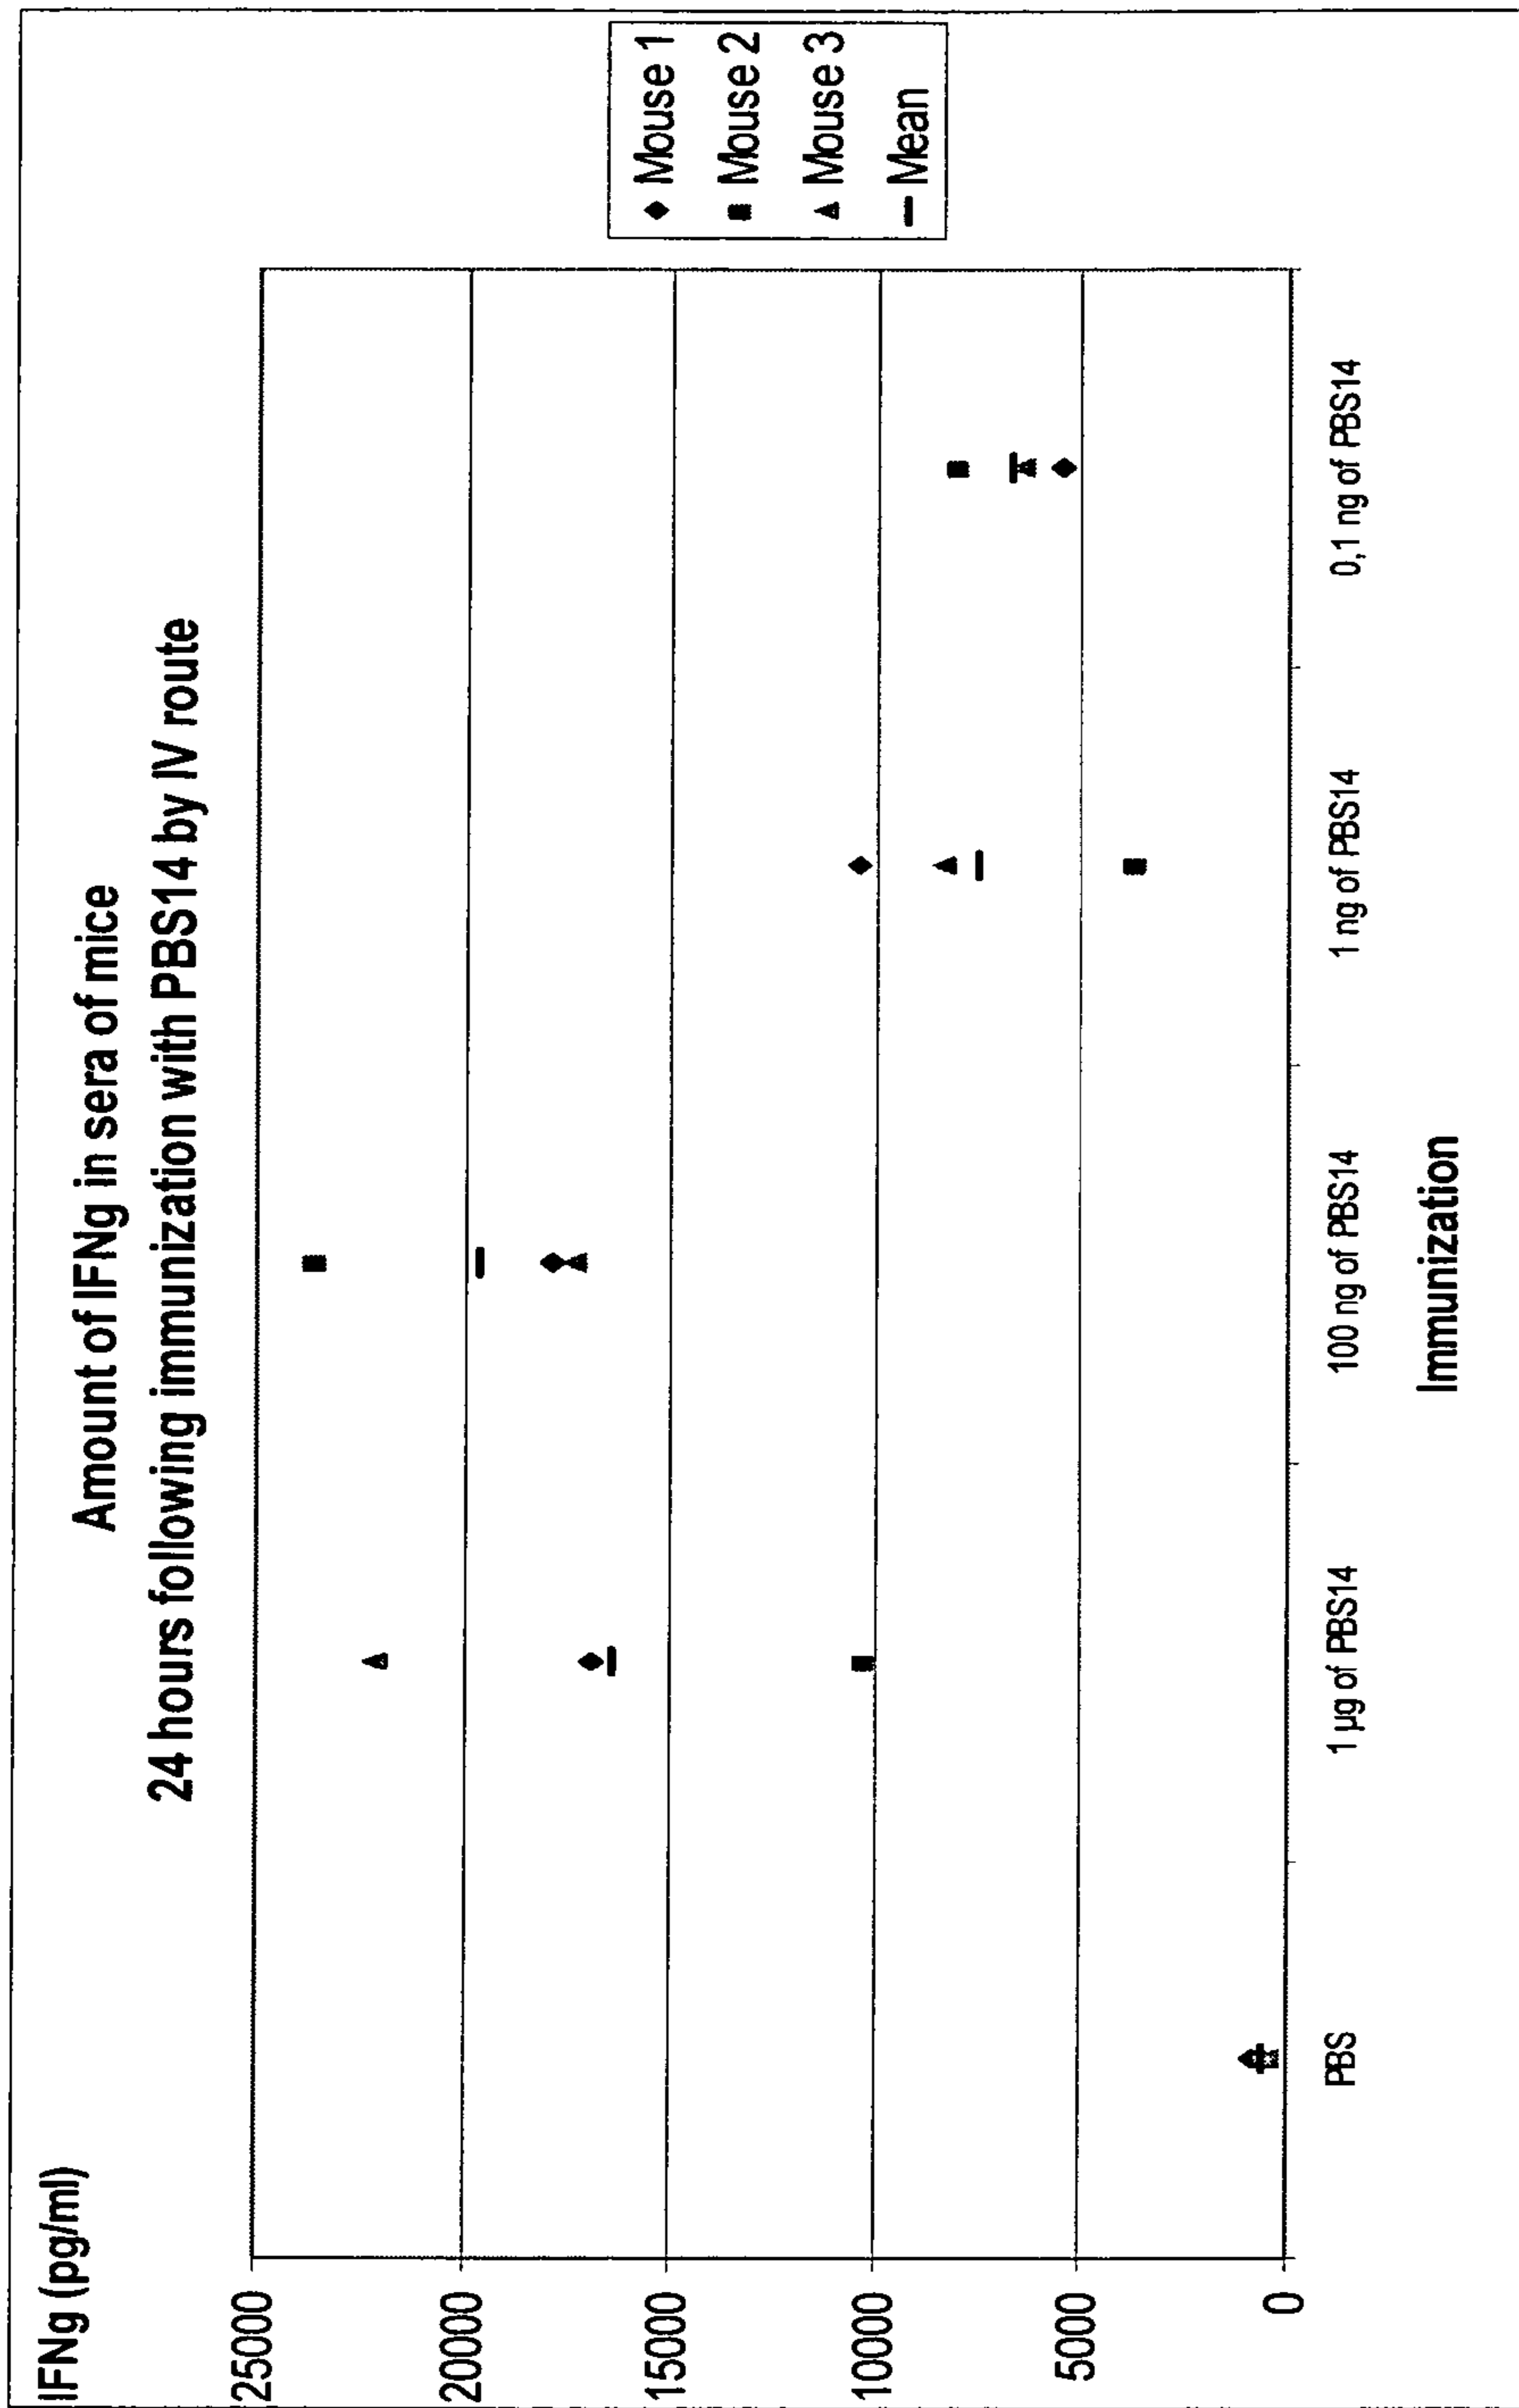 Amount of IFNg in sera of mice
24 hours following immunization with PBS14 by IV route
IFNg (pg/ml)
25000
20000
15000
10000
5000
0
PBS
1 µg of PBS14
100 ng of PBS14
1 ng of PBS14
0,1 ng of PBS14
Immunization
Mouse 1
Mouse 2
Mouse 3
Mean